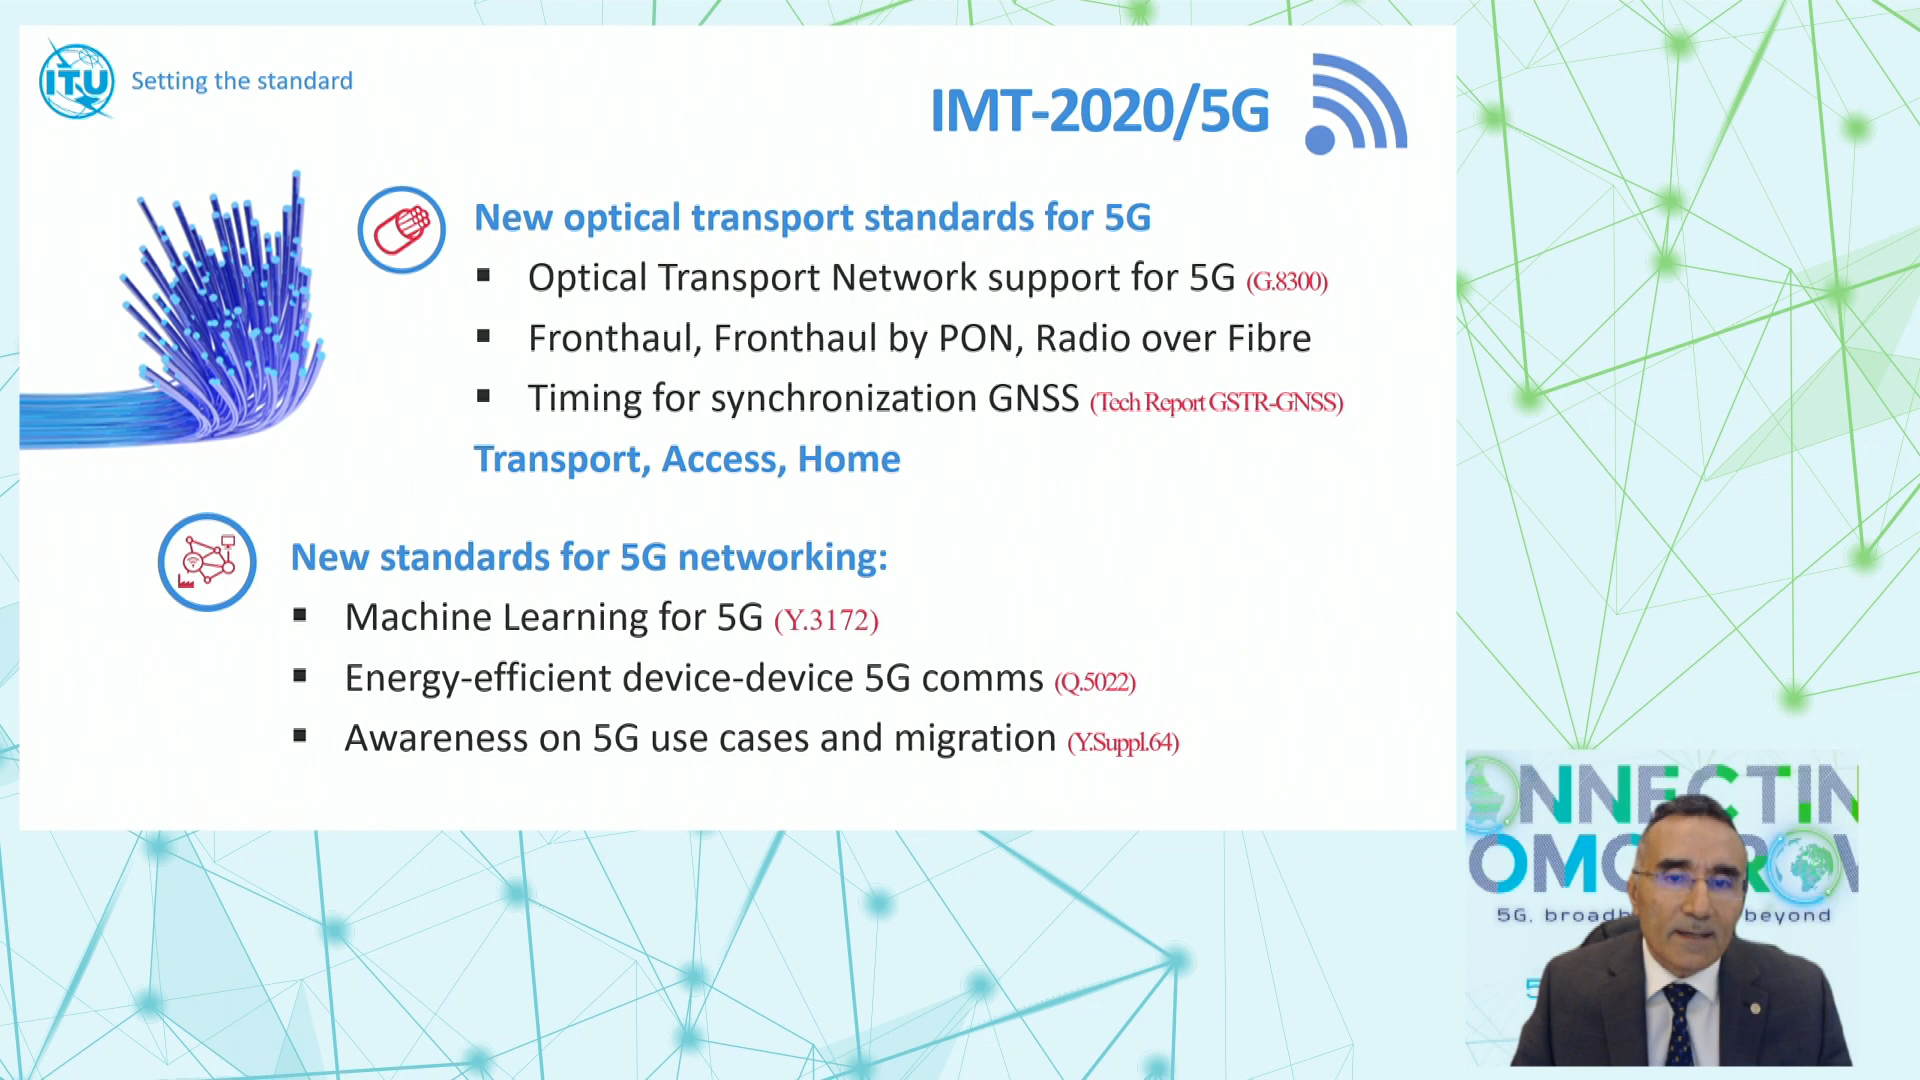 ITU
Setting the standard
IMT-2020/5G
New optical transport standards for 5G
▪ Optical Transport Network support for 5G (G.8300)
▪ Fronthaul, Fronthaul by PON, Radio over Fibre
▪ Timing for synchronization GNSS (Tech Report GSTR-GNSS)
Transport, Access, Home
New standards for 5G networking:
▪ Machine Learning for 5G (Y.3172)
▪ Energy-efficient device-device 5G comms (Q.5022)
▪ Awareness on 5G use cases and migration (Y.Suppl.64)
ONNECTIN
OMO R W
5G, broadb beyond
5